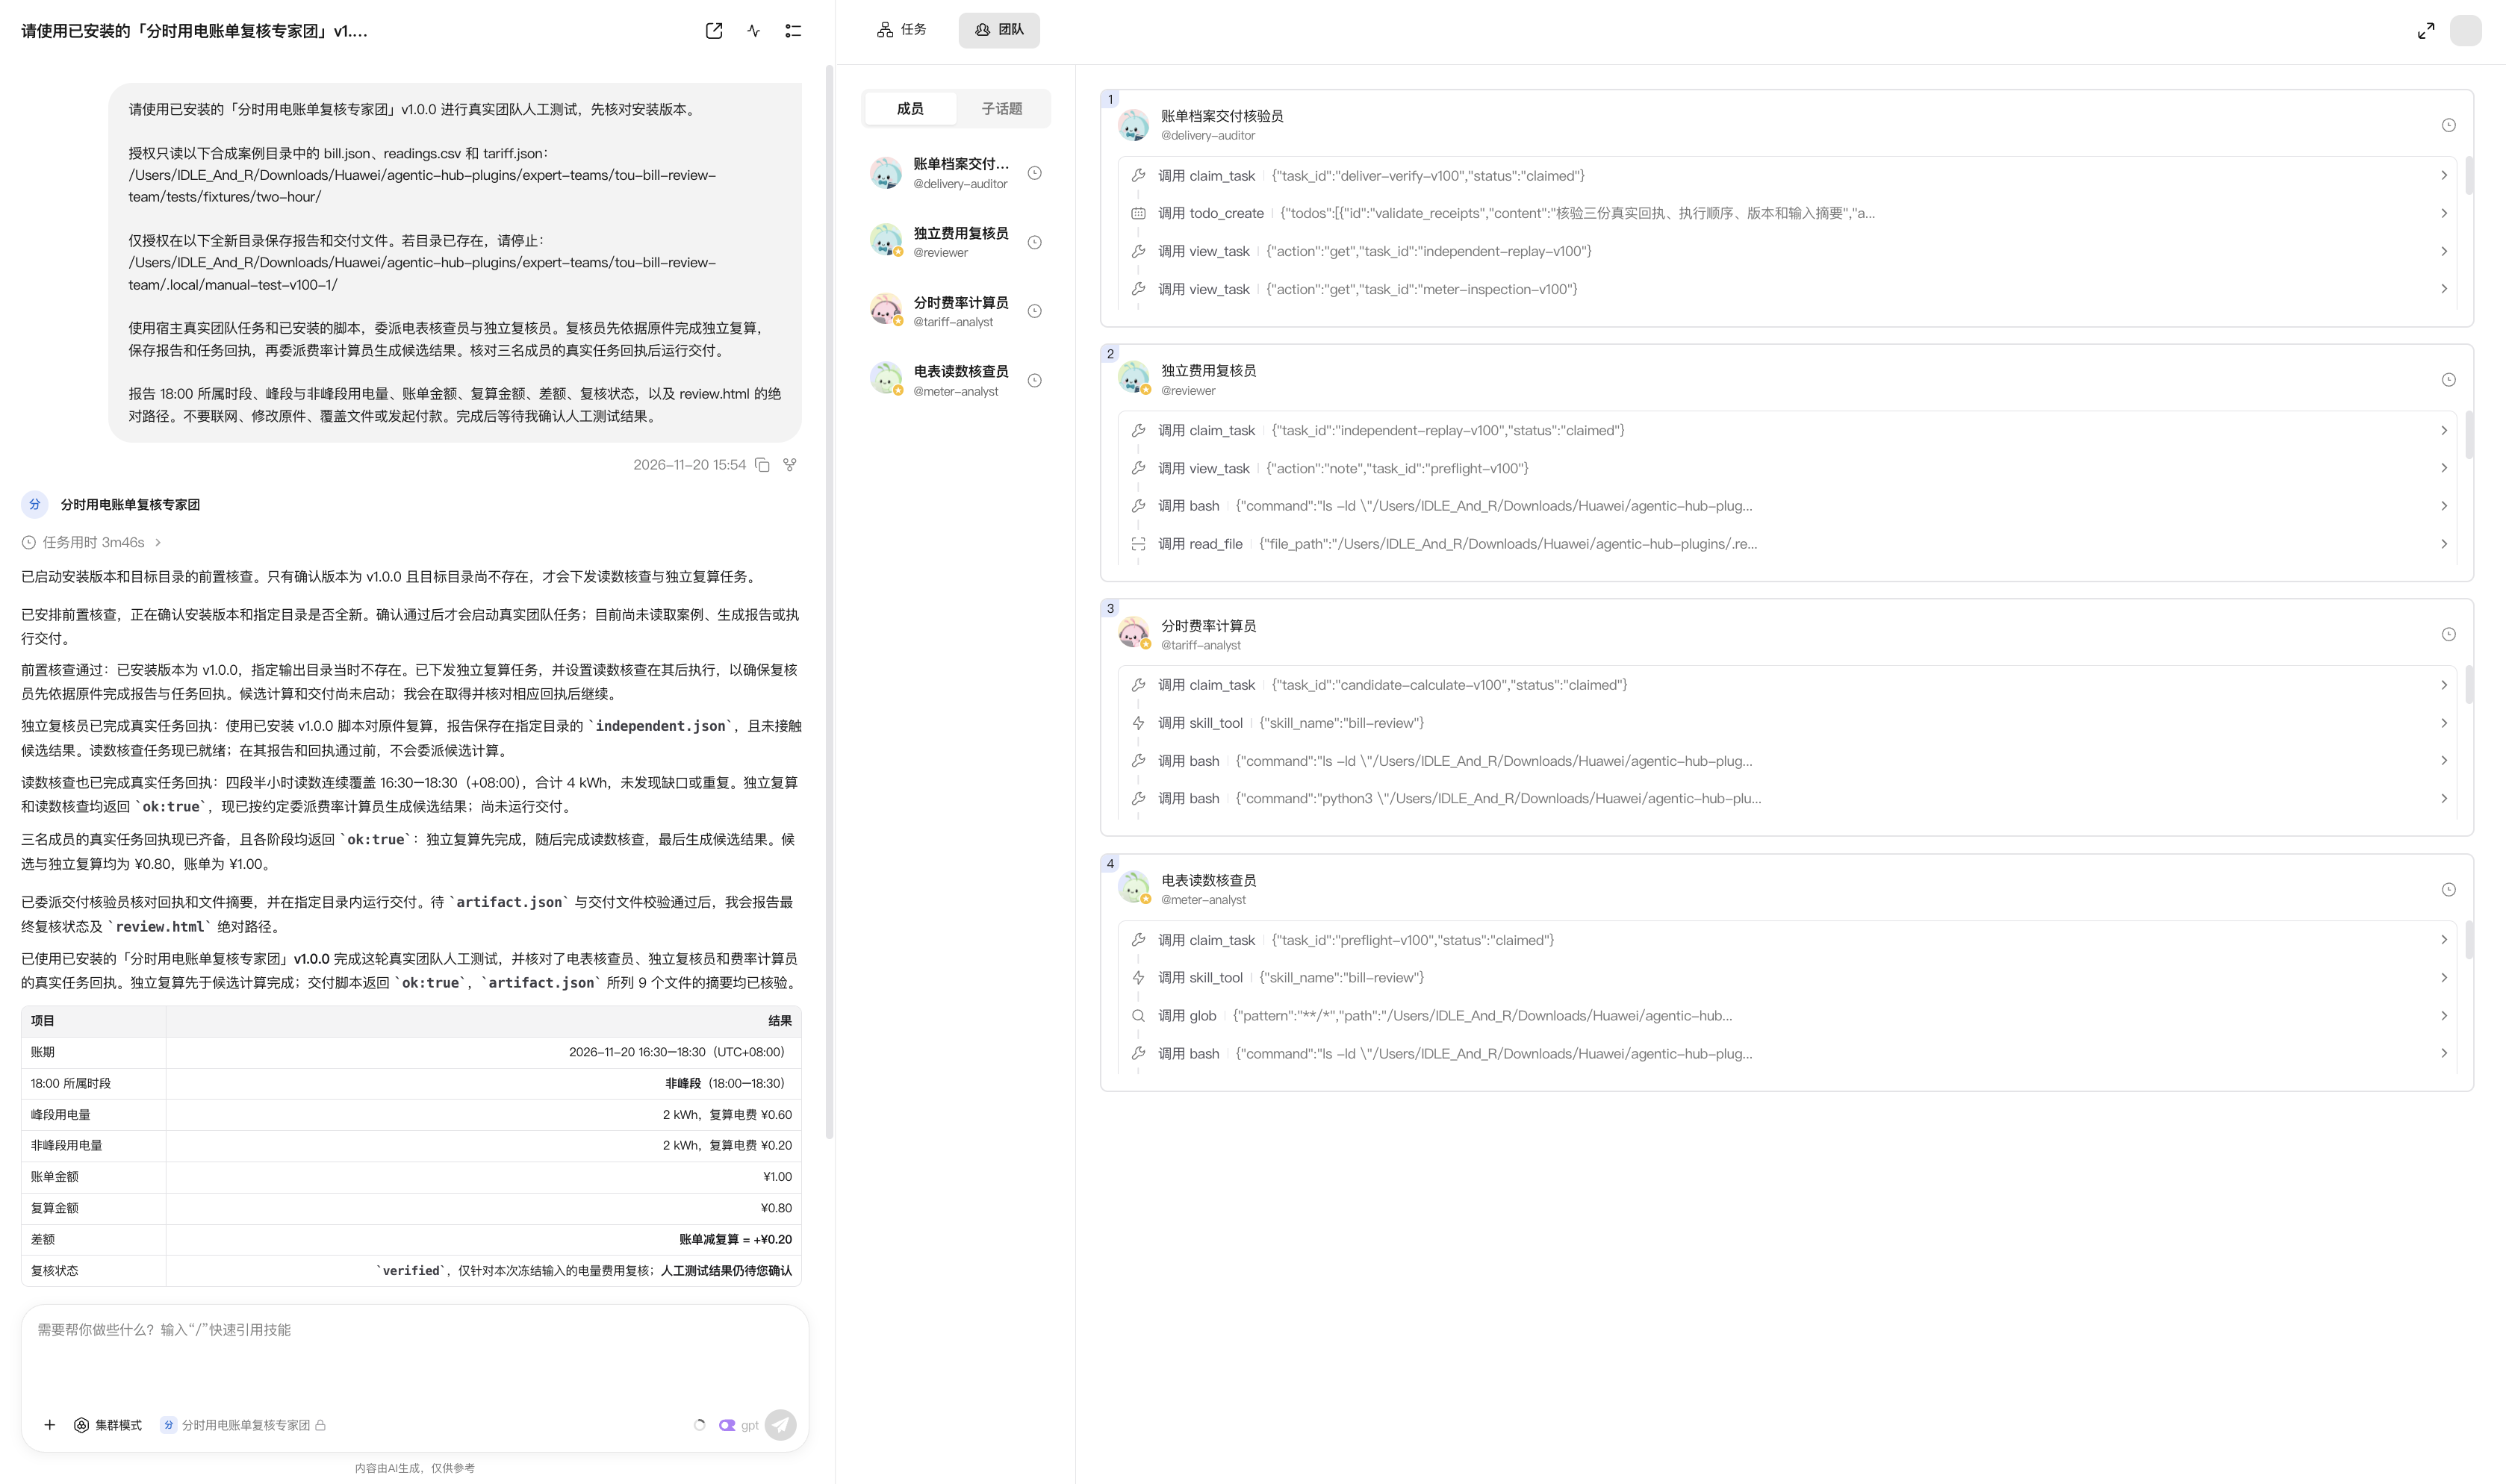 请使用已安装的「分时用电账单复核专家团」v1....
请使用已安装的「分时用电账单复核专家团」v1.0.0 进行真实团队人工测试，先核对安装版本。
授权只读以下合成案例目录中的 bill.json、readings.csv 和 tariff.json：
/Users/IDLE_And_R/Downloads/Huawei/agentic-hub-plugins/expert-teams/tou-bill-review-
team/tests/fixtures/two-hour/
仅授权在以下全新目录保存报告和交付文件。若目录已存在，请停止：
/Users/IDLE_And_R/Downloads/Huawei/agentic-hub-plugins/expert-teams/tou-bill-review-
team/.local/manual-test-v100-1/
使用宿主真实团队任务和已安装的脚本，委派电表核查员与独立复核员。复核员先依据原件完成独立复算，
保存报告和任务回执，再委派费率计算员生成候选结果。核对三名成员的真实任务回执后运行交付。
报告 18:00 所属时段、峰段与非峰段用电量、账单金额、复算金额、差额、复核状态，以及 review.html 的绝
对路径。不要联网、修改原件、覆盖文件或发起付款。完成后等待我确认人工测试结果。
2026-11-20 15:54
分 分时用电账单复核专家团
任务用时 3m46s
已启动安装版本和目标目录的前置核查。只有确认版本为 v1.0.0 且目标目录尚不存在，才会下发读数核查与独立复算任务。
已安排前置核查，正在确认安装版本和指定目录是否全新。确认通过后才会启动真实团队任务；目前尚未读取案例、生成报告或执
行交付。
前置核查通过：已安装版本为 v1.0.0，指定输出目录当时不存在。已下发独立复算任务，并设置读数核查在其后执行，以确保复核
员先依据原件完成报告与任务回执。候选计算和交付尚未启动；我会在取得并核对相应回执后继续。
独立复核员已完成真实任务回执：使用已安装 v1.0.0 脚本对原件复算，报告保存在指定目录的 `independent.json`，且未接触
候选结果。读数核查任务现已就绪；在其报告和回执通过前，不会委派候选计算。
读数核查也已完成真实任务回执：四段半小时读数连续覆盖 16:30—18:30（+08:00），合计 4 kWh，未发现缺口或重复。独立复算
和读数核查均返回 `ok:true`，现已按约定委派费率计算员生成候选结果；尚未运行交付。
三名成员的真实任务回执现已齐备，且各阶段均返回 `ok:true`：独立复算先完成，随后完成读数核查，最后生成候选结果。候
选与独立复算均为 ¥0.80，账单为 ¥1.00。
已委派交付核验员核对回执和文件摘要，并在指定目录内运行交付。待 `artifact.json` 与交付文件校验通过后，我会报告最
终复核状态及 `review.html` 绝对路径。
已使用已安装的「分时用电账单复核专家团」v1.0.0 完成这轮真实团队人工测试，并核对了电表核查员、独立复核员和费率计算员
的真实任务回执。独立复算先于候选计算完成；交付脚本返回 `ok:true`，`artifact.json` 所列 9 个文件的摘要均已核验。
项目 结果
账期 2026-11-20 16:30—18:30（UTC+08:00）
18:00 所属时段 非峰段（18:00—18:30）
峰段用电量 2 kWh，复算电费 ¥0.60
非峰段用电量 2 kWh，复算电费 ¥0.20
账单金额 ¥1.00
复算金额 ¥0.80
差额 账单减复算 = +¥0.20
复核状态 `verified`，仅针对本次冻结输入的电量费用复核；人工测试结果仍待您确认
需要帮你做些什么？输入“/”快速引用技能
集群模式 分 分时用电账单复核专家团 gpt
内容由AI生成，仅供参考
任务 团队
成员 子话题
账单档案交付...
@delivery-auditor
独立费用复核员
@reviewer
分时费率计算员
@tariff-analyst
电表读数核查员
@meter-analyst
1
账单档案交付核验员
@delivery-auditor
调用 claim_task {"task_id":"deliver-verify-v100","status":"claimed"}
调用 todo_create {"todos":[{"id":"validate_receipts","content":"核验三份真实回执、执行顺序、版本和输入摘要","a...
调用 view_task {"action":"get","task_id":"independent-replay-v100"}
调用 view_task {"action":"get","task_id":"meter-inspection-v100"}
2
独立费用复核员
@reviewer
调用 claim_task {"task_id":"independent-replay-v100","status":"claimed"}
调用 view_task {"action":"note","task_id":"preflight-v100"}
调用 bash {"command":"ls -ld \"/Users/IDLE_And_R/Downloads/Huawei/agentic-hub-plug...
调用 read_file {"file_path":"/Users/IDLE_And_R/Downloads/Huawei/agentic-hub-plugins/.re...
3
分时费率计算员
@tariff-analyst
调用 claim_task {"task_id":"candidate-calculate-v100","status":"claimed"}
调用 skill_tool {"skill_name":"bill-review"}
调用 bash {"command":"ls -ld \"/Users/IDLE_And_R/Downloads/Huawei/agentic-hub-plug...
调用 bash {"command":"python3 \"/Users/IDLE_And_R/Downloads/Huawei/agentic-hub-plu...
4
电表读数核查员
@meter-analyst
调用 claim_task {"task_id":"preflight-v100","status":"claimed"}
调用 skill_tool {"skill_name":"bill-review"}
调用 glob {"pattern":"**/*","path":"/Users/IDLE_And_R/Downloads/Huawei/agentic-hub...
调用 bash {"command":"ls -ld \"/Users/IDLE_And_R/Downloads/Huawei/agentic-hub-plug...